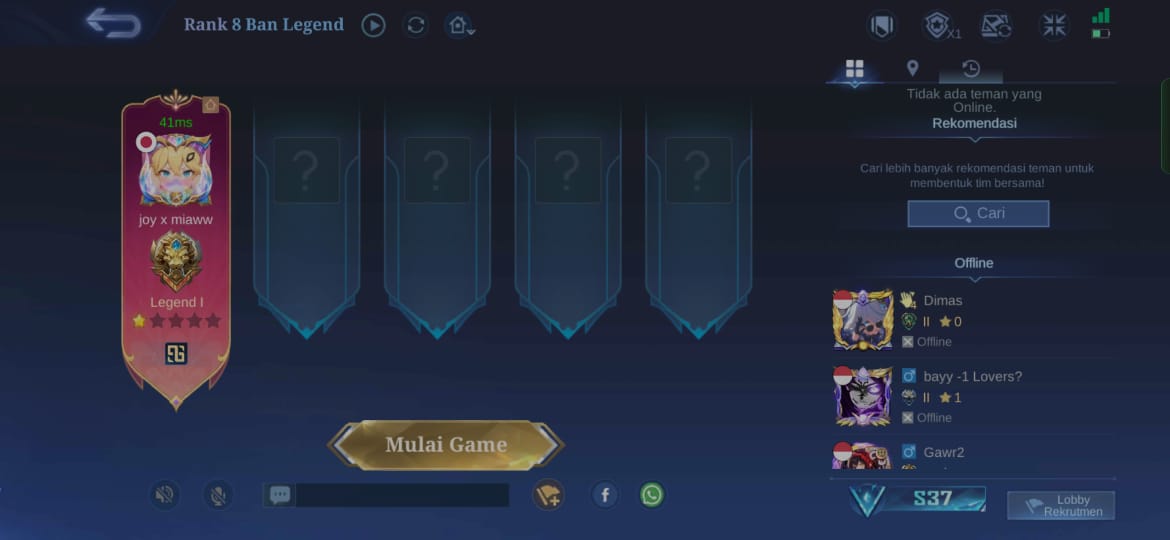 Rank 8 Ban Legend
X1
41ms
joy x miaww
Legend I
?
?
?
?
Tidak ada teman yang
Online.
Rekomendasi
Cari lebih banyak rekomendasi teman untuk
membentuk tim bersama!
Cari
Offline
Dimas
II ★0
Offline
bayy -1 Lovers?
II ★1
Offline
Gawr2
Mulai Game
S37
Lobby
Rekrutmen